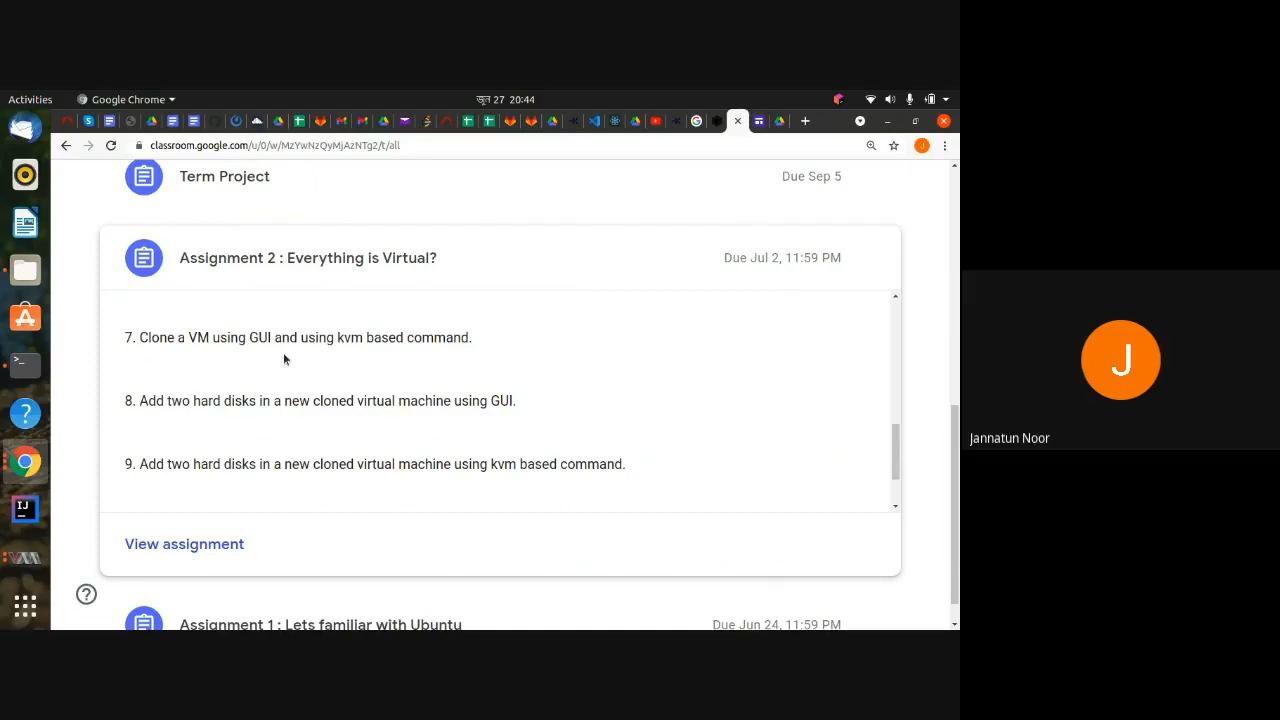 Activities
Google Chrome
जून 27 20:44
classroom.google.com/u/0/w/MzYwNzQyMjAzNTg2/t/all
J
Term Project
Due Sep 5
Assignment 2 : Everything is Virtual?
Due Jul 2, 11:59 PM
7. Clone a VM using GUI and using kvm based command.
8. Add two hard disks in a new cloned virtual machine using GUI.
9. Add two hard disks in a new cloned virtual machine using kvm based command.
View assignment
Assignment 1 : Lets familiar with Ubuntu
Due Jun 24, 11:59 PM
J
Jannatun Noor